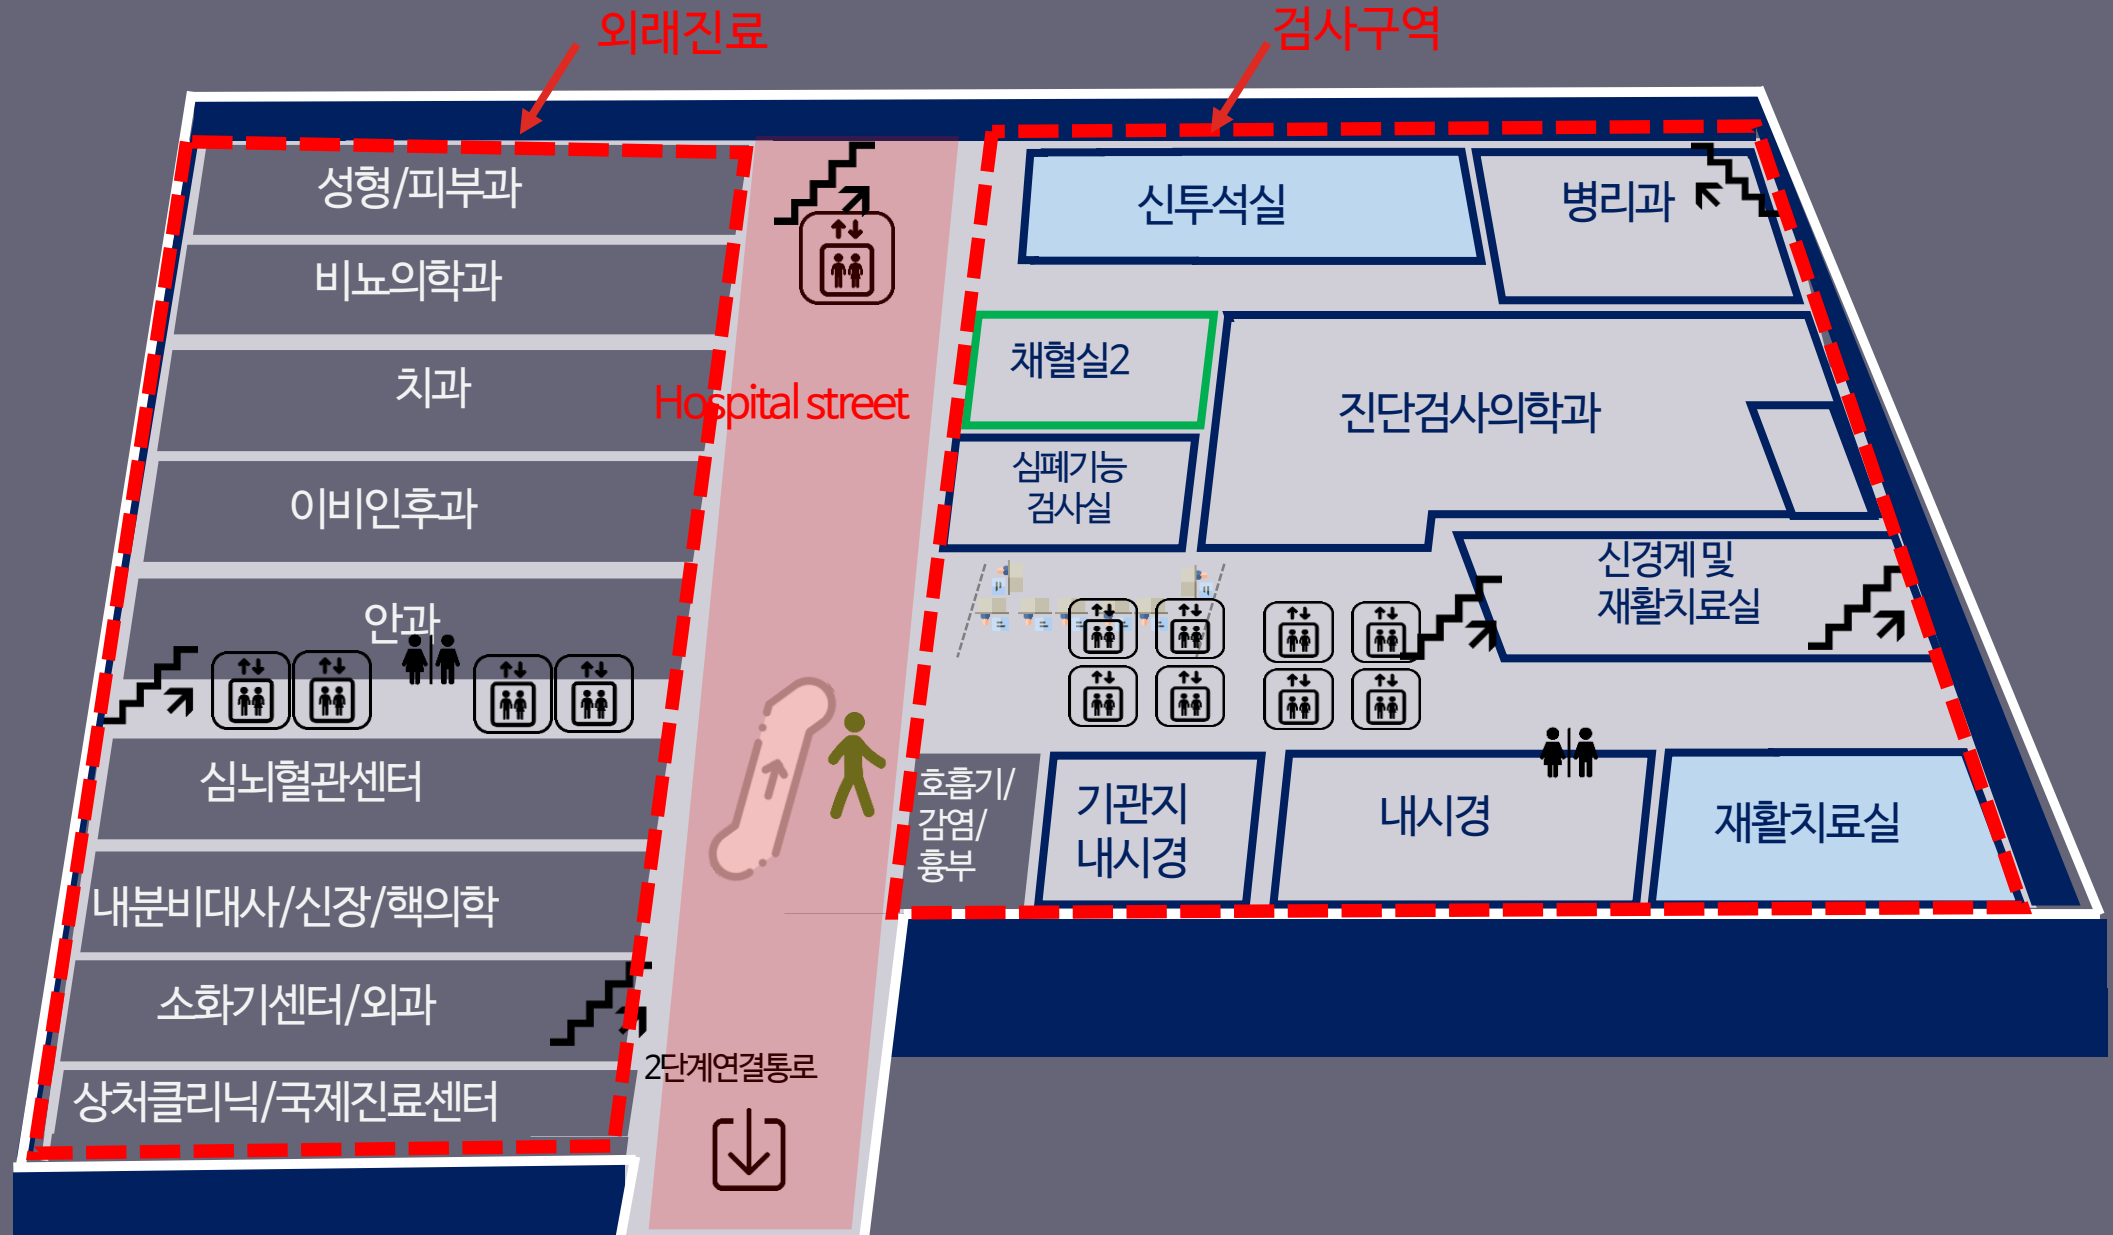 외래진료
검사구역
성형/피부과
비뇨의학과
치과
이비인후과
안과
심뇌혈관센터
내분비대사/신장/핵의학
소화기센터/외과
상처클리닉/국제진료센터
Hospital street
2단계연결통로
신투석실
병리과
채혈실2
진단검사의학과
심폐기능
검사실
신경계 및
재활치료실
호흡기/
감염/
흉부
기관지
내시경
내시경
재활치료실